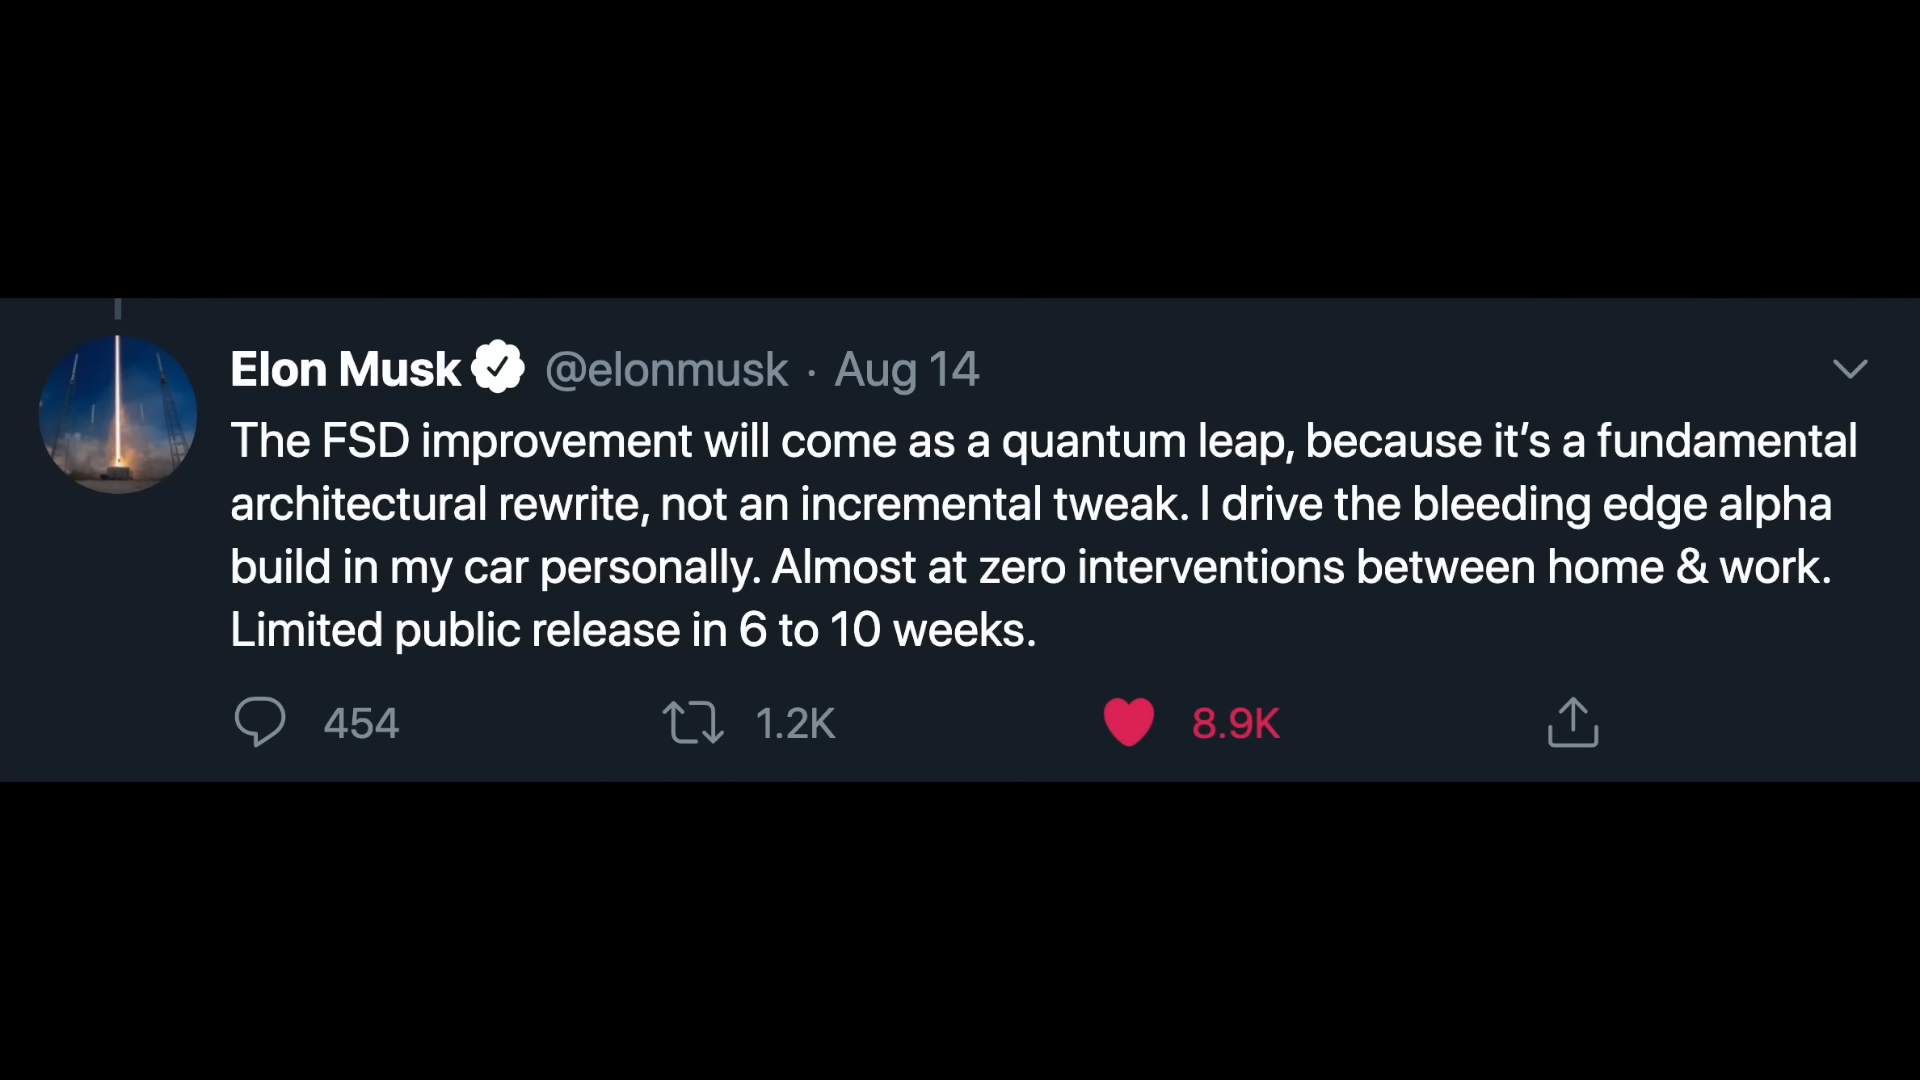 Elon Musk @elonmusk · Aug 14
The FSD improvement will come as a quantum leap, because it’s a fundamental
architectural rewrite, not an incremental tweak. I drive the bleeding edge alpha
build in my car personally. Almost at zero interventions between home & work.
Limited public release in 6 to 10 weeks.
454 1.2K 8.9K